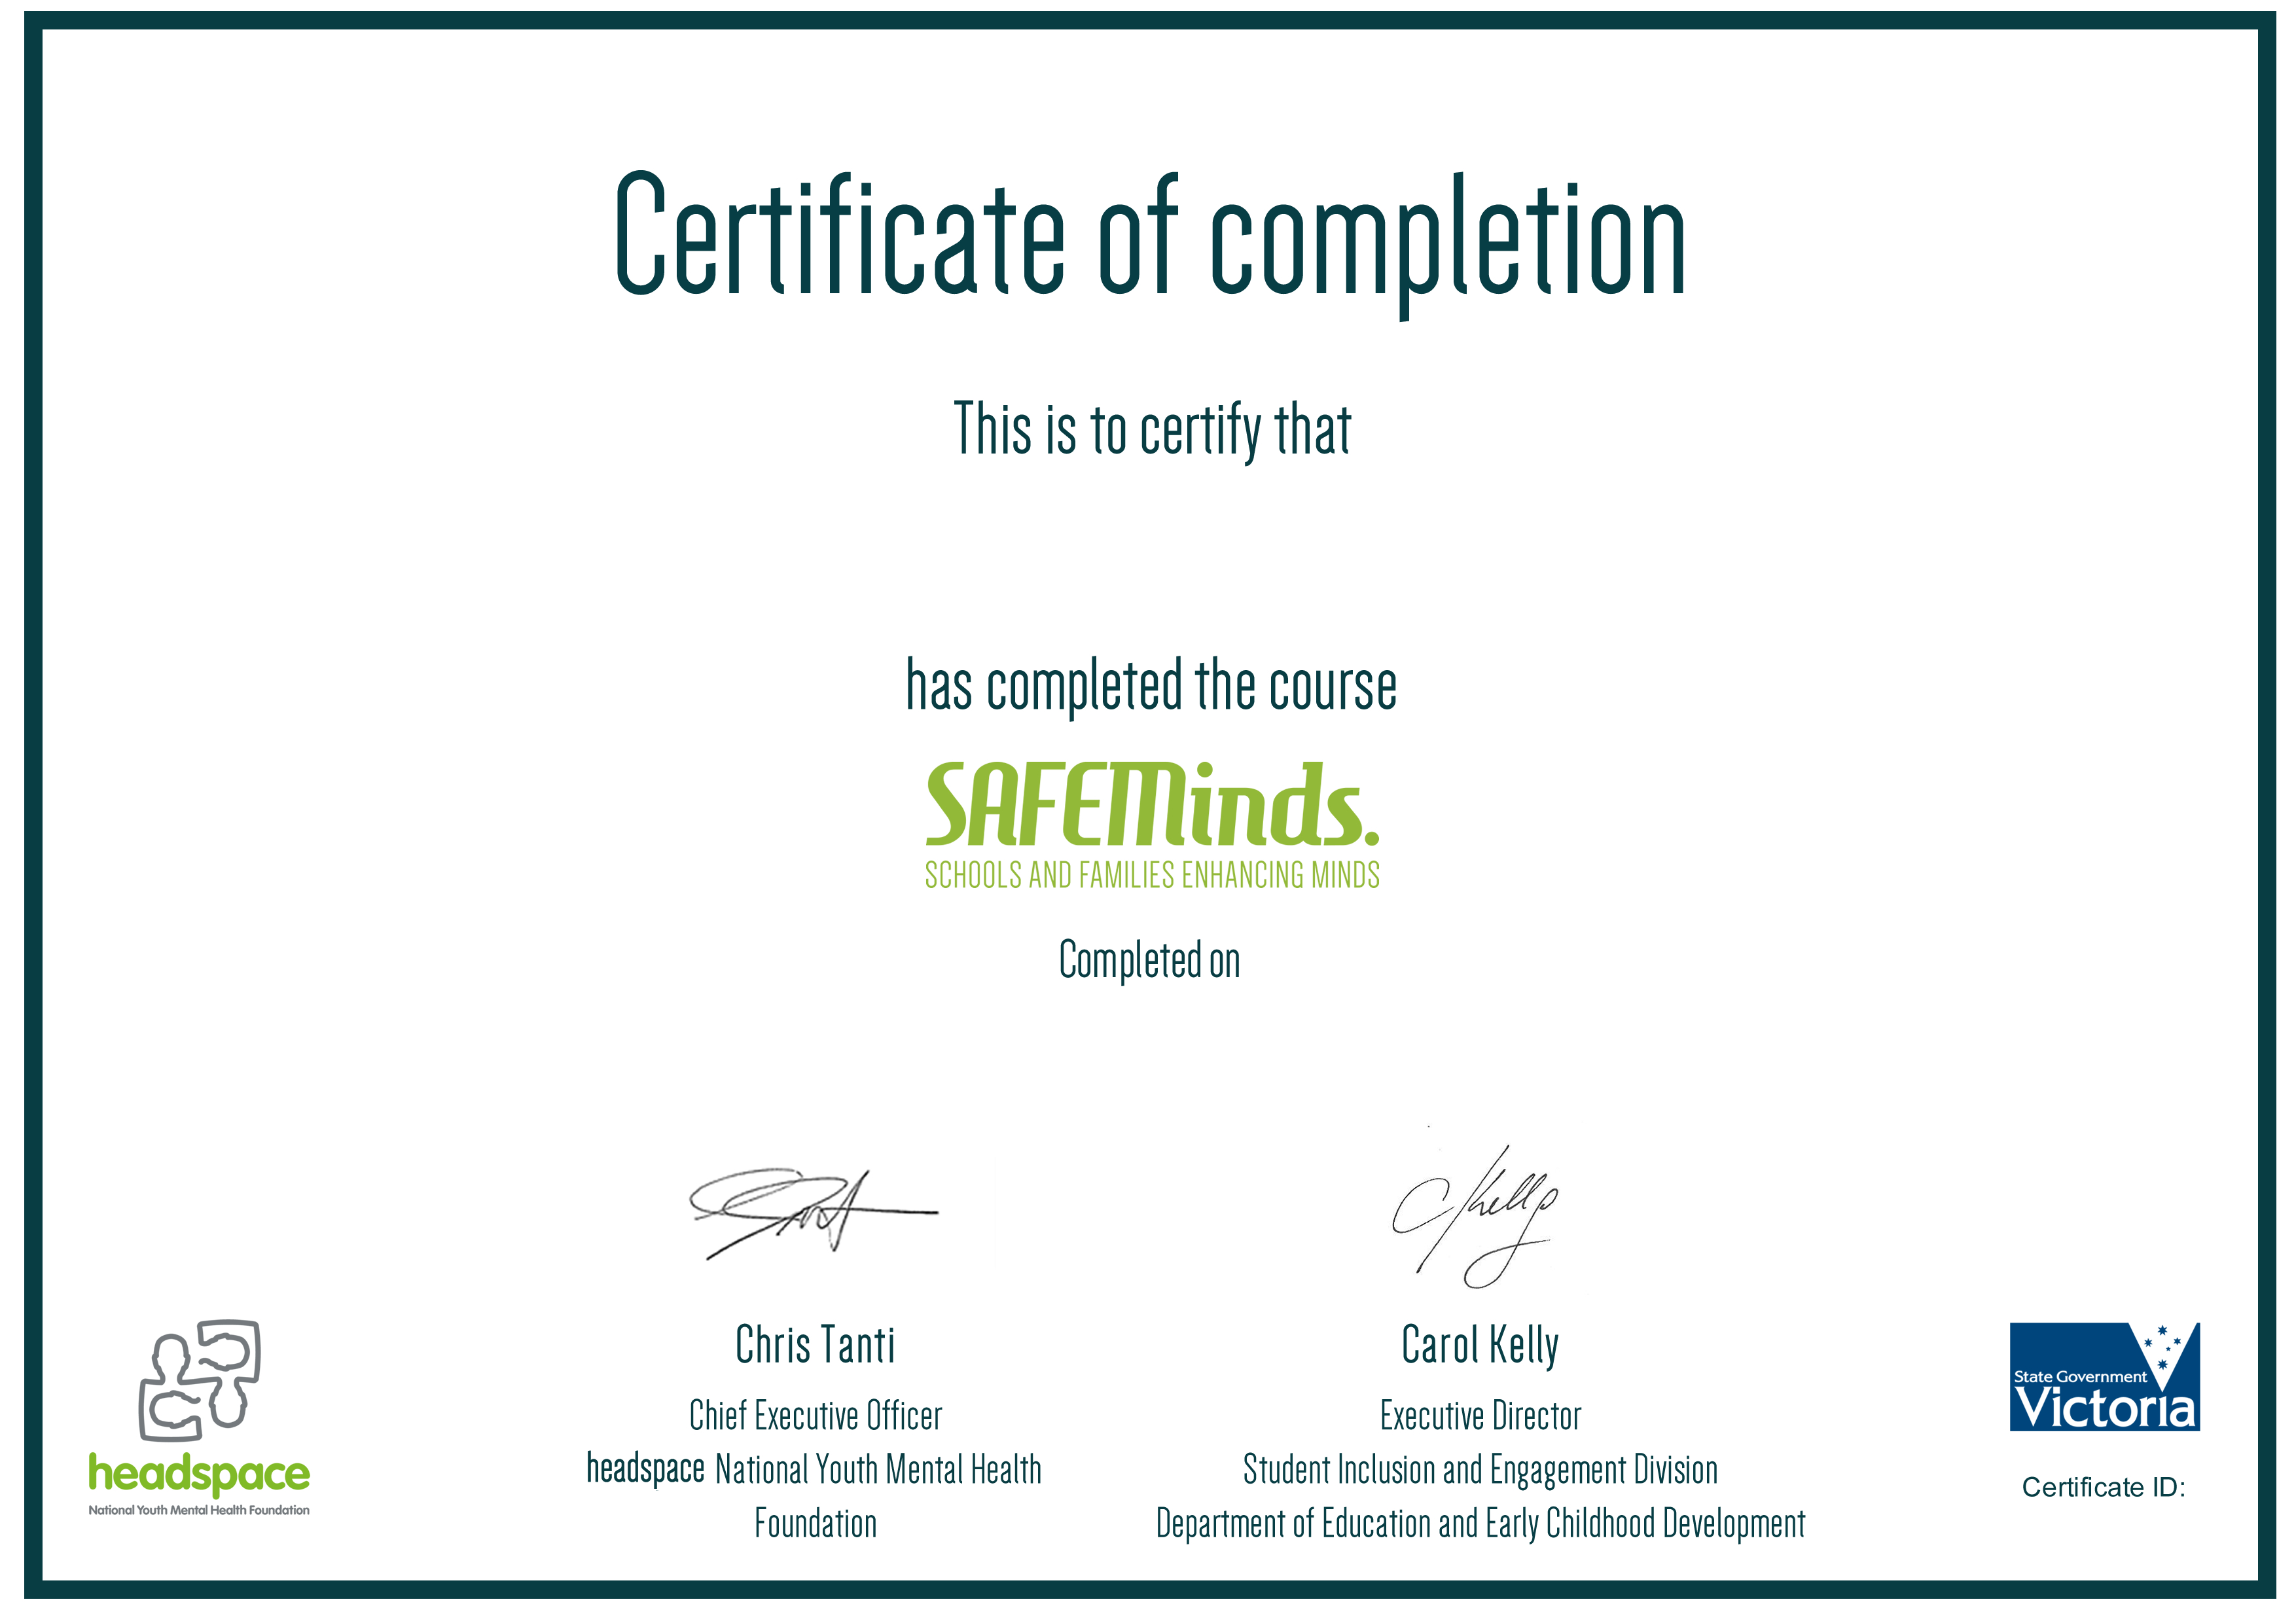 Certificate of completion
This is to certify that
has completed the course
SAFEMinds.
SCHOOLS AND FAMILIES ENHANCING MINDS
Completed on
Chris Tanti
Chief Executive Officer
headspace National Youth Mental Health
Foundation
Carol Kelly
Executive Director
Student Inclusion and Engagement Division
Department of Education and Early Childhood Development
headspace
National Youth Mental Health Foundation
State Government
Victoria
Certificate ID: